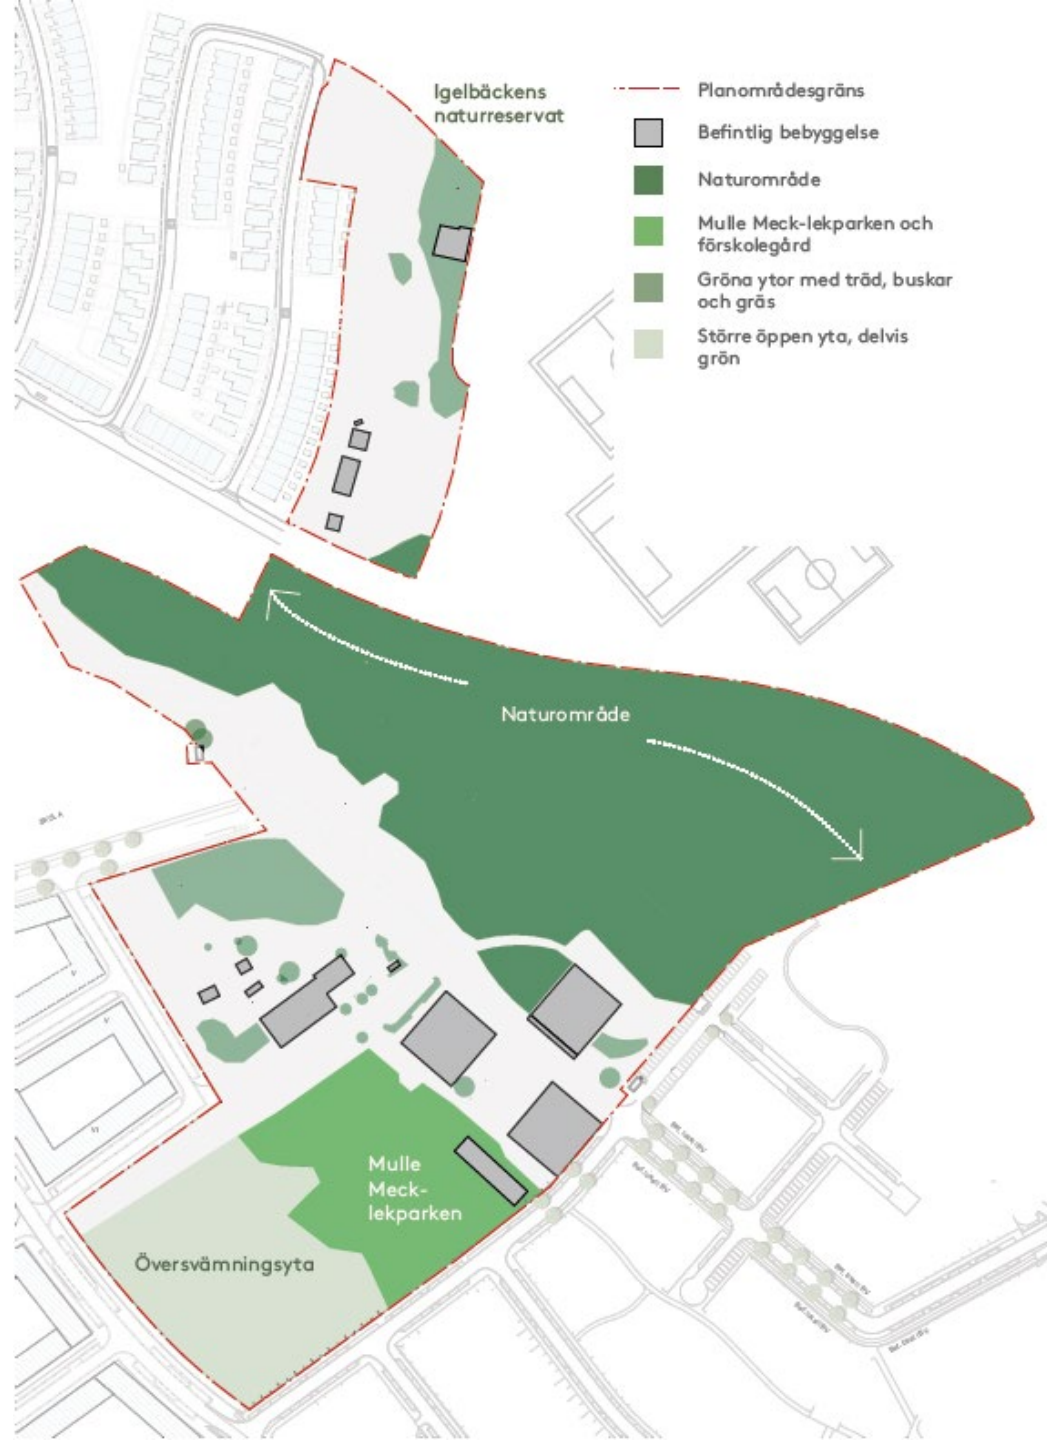 Igelbäckens
naturreservat
Planområdesgräns
Befintlig bebyggelse
Naturområde
Mulle Meck-lekparken och
förskolegård
Gröna ytor med träd, buskar
och gräs
Större öppen yta, delvis
grön
Naturområde
Mulle
Meck-
lekparken
Översvämningsyta